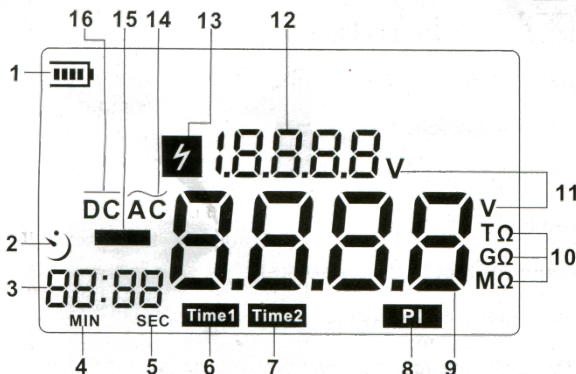 16 15 14 13 12
1
1.8.8.8.8 V
11
DC AC
V
2
8.8.8.8
TΩ
GΩ
10
MΩ
3
88:88
MIN SEC
Time1 Time2 PI
4 5 6 7 8 9